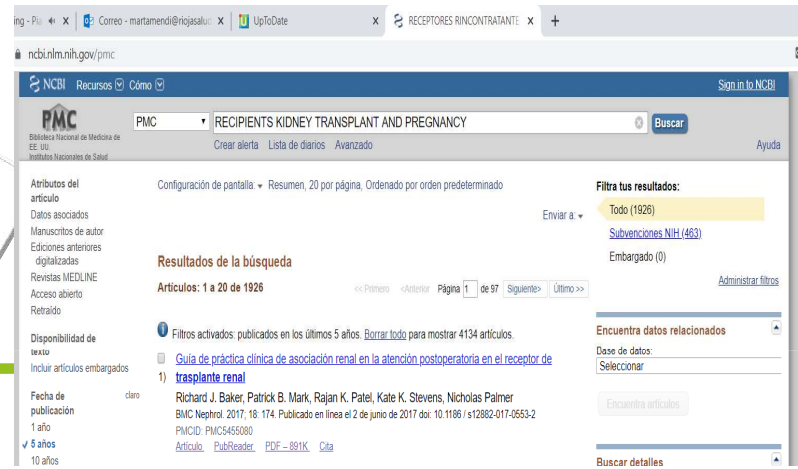 ing - Pu
Correo - martamendi@riojasalu
UpToDate
RECEPTORES RINCONTRATANTE
ncbi.nlm.nih.gov/pmc
NCBI Recursos Cómo
Sign in to NCBI
PMC
Biblioteca Nacional de Medicina de
EE. UU.
Institutos Nacionales de Salud
PMC
RECIPIENTS KIDNEY TRANSPLANT AND PREGNANCY
Buscar
Crear alerta Lista de diarios Avanzado
Ayuda
Atributos del
artículo
Datos asociados
Manuscritos de autor
Ediciones anteriores
digitalizadas
Revistas MEDLINE
Acceso abierto
Retraído
Disponibilidad de
texto
Incluir artículos embargados
Fecha de
publicación
claro
1 año
5 años
10 años
Configuración de pantalla: Resumen, 20 por página, Ordenado por orden predeterminado
Enviar a:
Resultados de la búsqueda
Artículos: 1 a 20 de 1926
<< Primero <Anterior Página 1 de 97 Siguiente> Último >>
Filtros activados: publicados en los últimos 5 años. Borrar todo para mostrar 4134 artículos.
Guía de práctica clínica de asociación renal en la atención postoperatoria en el receptor de
1) trasplante renal
Richard J. Baker, Patrick B. Mark, Rajan K. Patel, Kate K. Stevens, Nicholas Palmer
BMC Nephrol. 2017; 18: 174. Publicado en línea el 2 de junio de 2017 doi: 10.1186 / s12882-017-0553-2
PMCID: PMC5455080
Artículo PubReader PDF – 891K Cita
Filtra tus resultados:
Todo (1926)
Subvenciones NIH (463)
Embargado (0)
Administrar filtros
Encuentra datos relacionados
Base de datos:
Seleccionar
Encuentra artículos
Buscar detalles